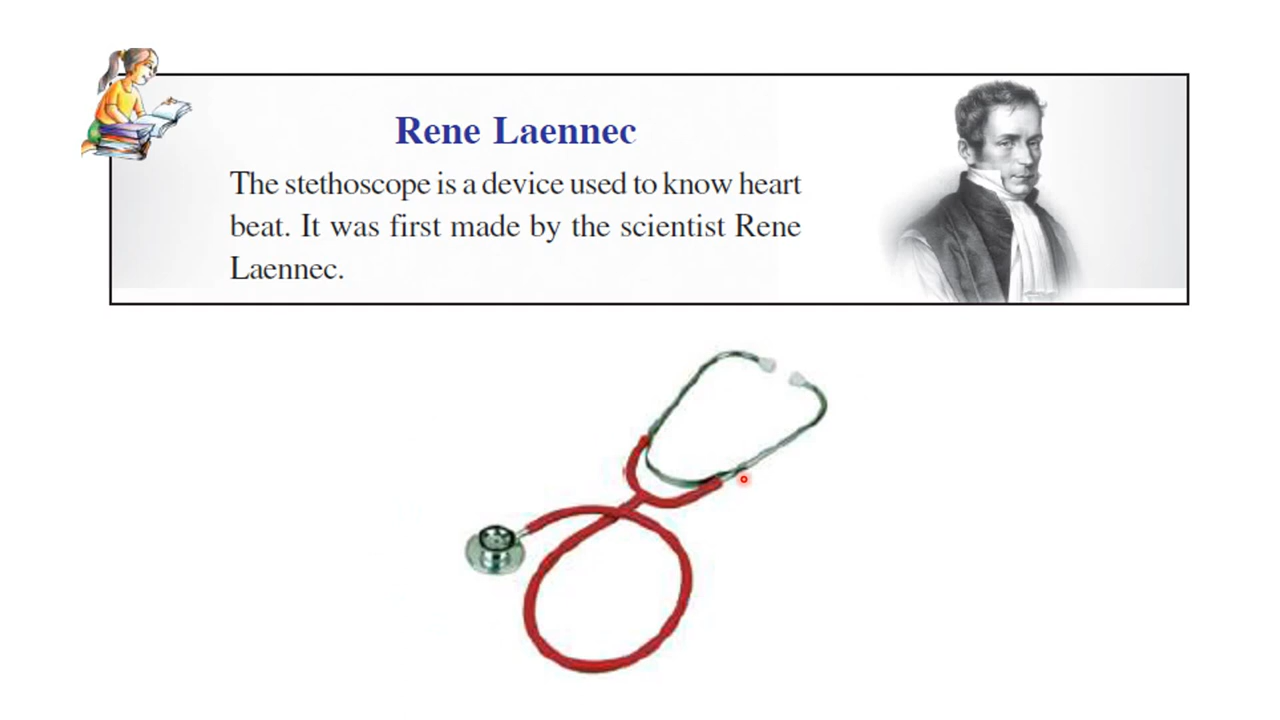 Rene Laennec
The stethoscope is a device used to know heart
beat. It was first made by the scientist Rene
Laennec.